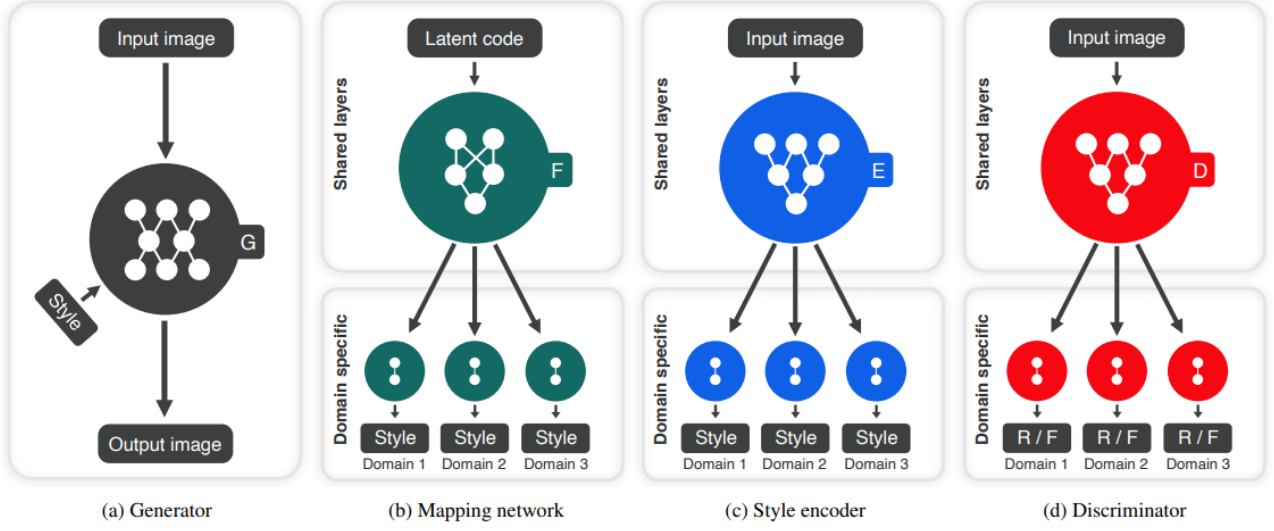 Input image
G
Style
Output image
(a) Generator
Latent code
Shared layers
F
Domain specific
Style Style Style
Domain 1 Domain 2 Domain 3
(b) Mapping network
Input image
Shared layers
E
Domain specific
Style Style Style
Domain 1 Domain 2 Domain 3
(c) Style encoder
Input image
Shared layers
D
Domain specific
R / F R / F R / F
Domain 1 Domain 2 Domain 3
(d) Discriminator